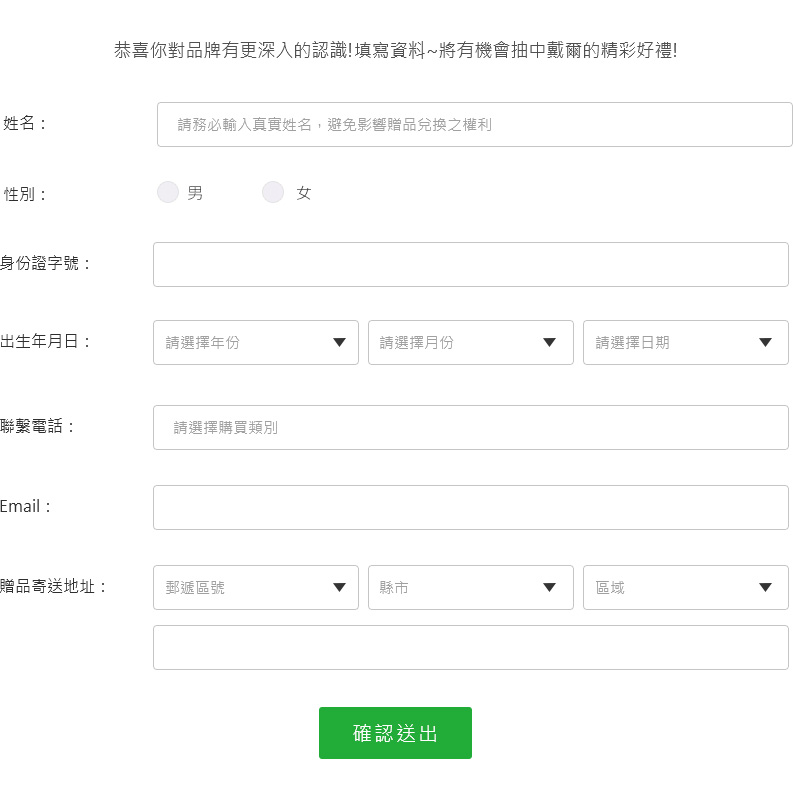 恭喜你對品牌有更深入的認識!填寫資料~將有機會抽中戴爾的精彩好禮!
姓名： 請務必輸入真實姓名，避免影響贈品兌換之權利
性別： 男 女
身份證字號：
出生年月日： 請選擇年份 請選擇月份 請選擇日期
聯繫電話： 請選擇購買類別
Email：
贈品寄送地址： 郵遞區號 縣市 區域
確認送出